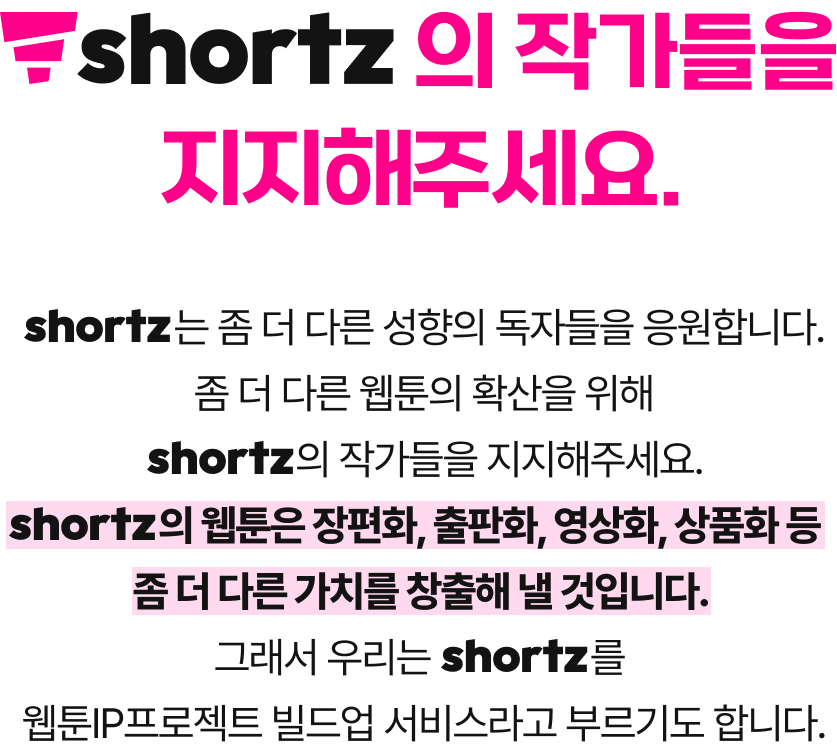 shortz 의 작가들을
지지해주세요.
shortz는 좀 더 다른 성향의 독자들을 응원합니다.
좀 더 다른 웹툰의 확산을 위해
shortz의 작가들을 지지해주세요.
shortz의 웹툰은 장편화, 출판화, 영상화, 상품화 등
좀 더 다른 가치를 창출해 낼 것입니다.
그래서 우리는 shortz를
웹툰IP프로젝트 빌드업 서비스라고 부르기도 합니다.